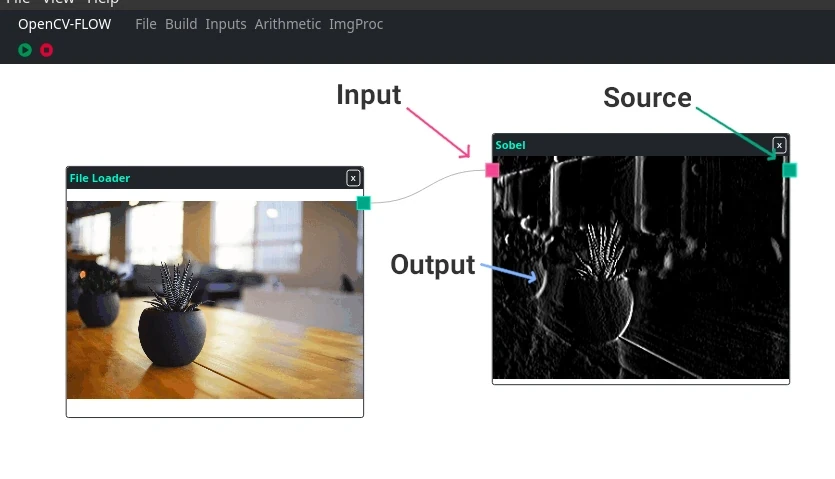 File View Help
OpenCV-FLOW File Build Inputs Arithmetic ImgProc
Input
Source
Sobel x
File Loader x
Output